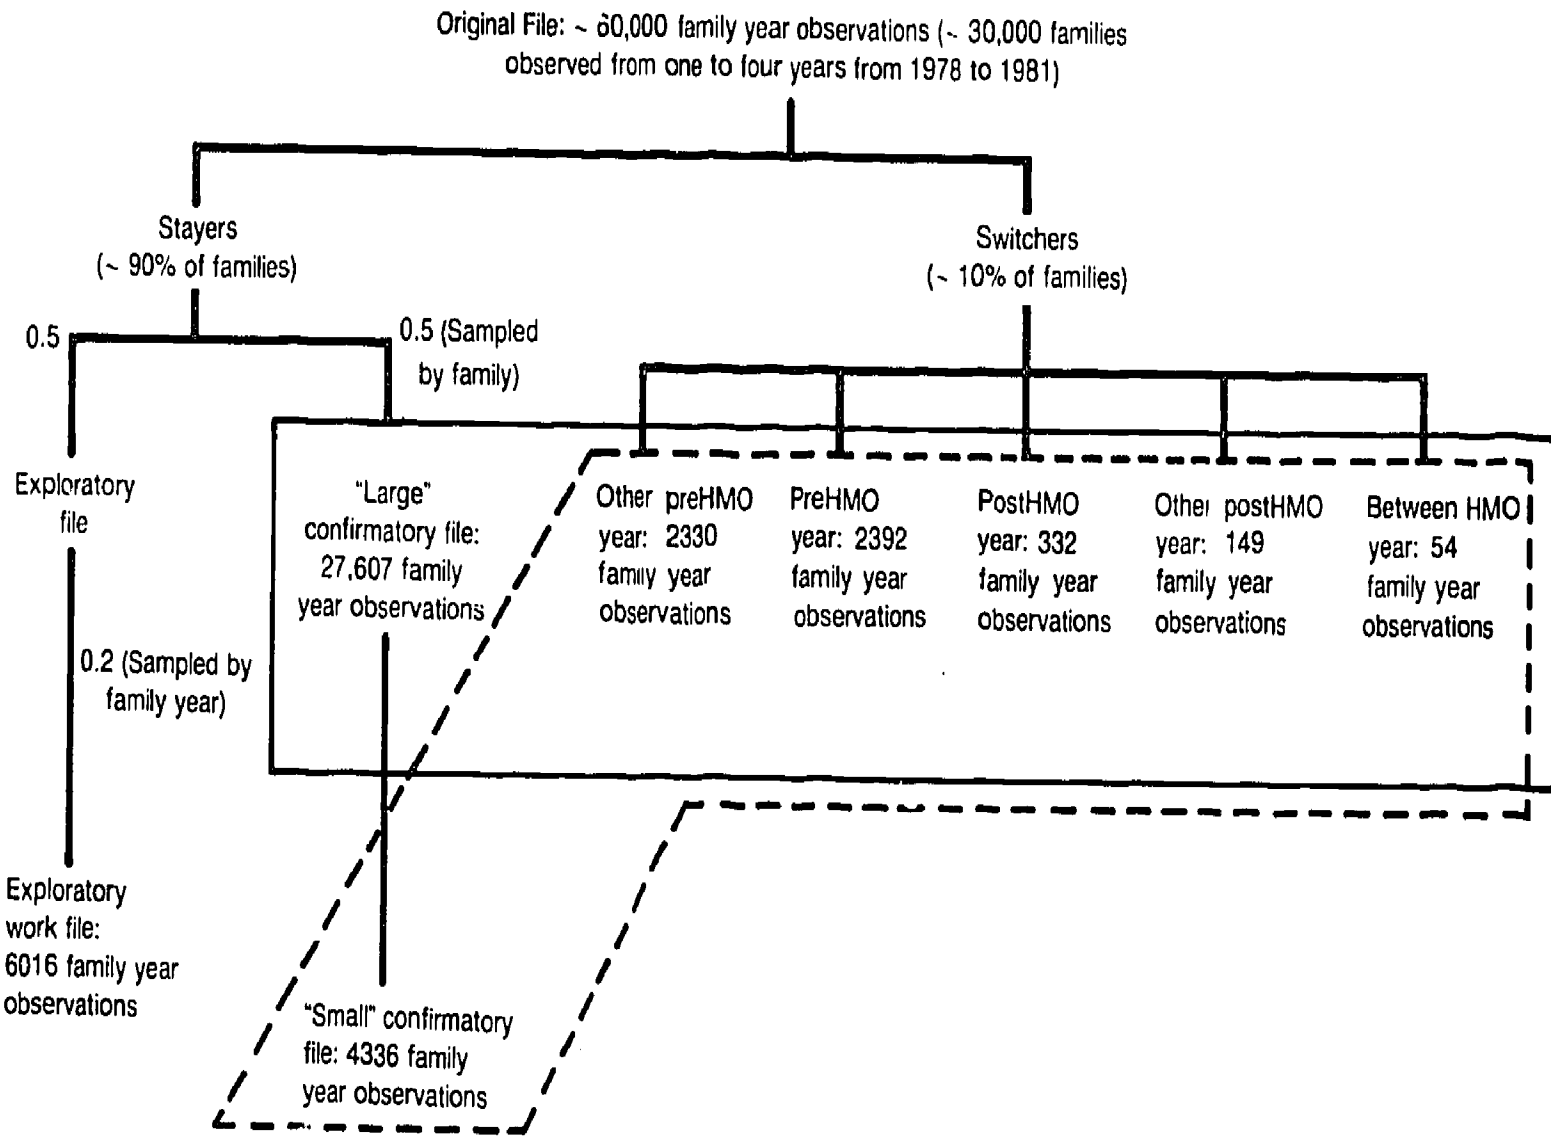 Original File: ~ 60,000 family year observations (~ 30,000 families
observed from one to four years from 1978 to 1981)
Stayers
(~ 90% of families)
Switchers
(~ 10% of families)
0.5
0.5 (Sampled
by family)
Exploratory
file
"Large"
confirmatory file:
27,607 family
year observations
Other preHMO
year: 2330
family year
observations
PreHMO
year: 2392
family year
observations
PostHMO
year: 332
family year
observations
Other postHMO
year: 149
family year
observations
Between HMO
year: 54
family year
observations
0.2 (Sampled by
family year)
Exploratory
work file:
6016 family year
observations
"Small" confirmatory
file: 4336 family
year observations